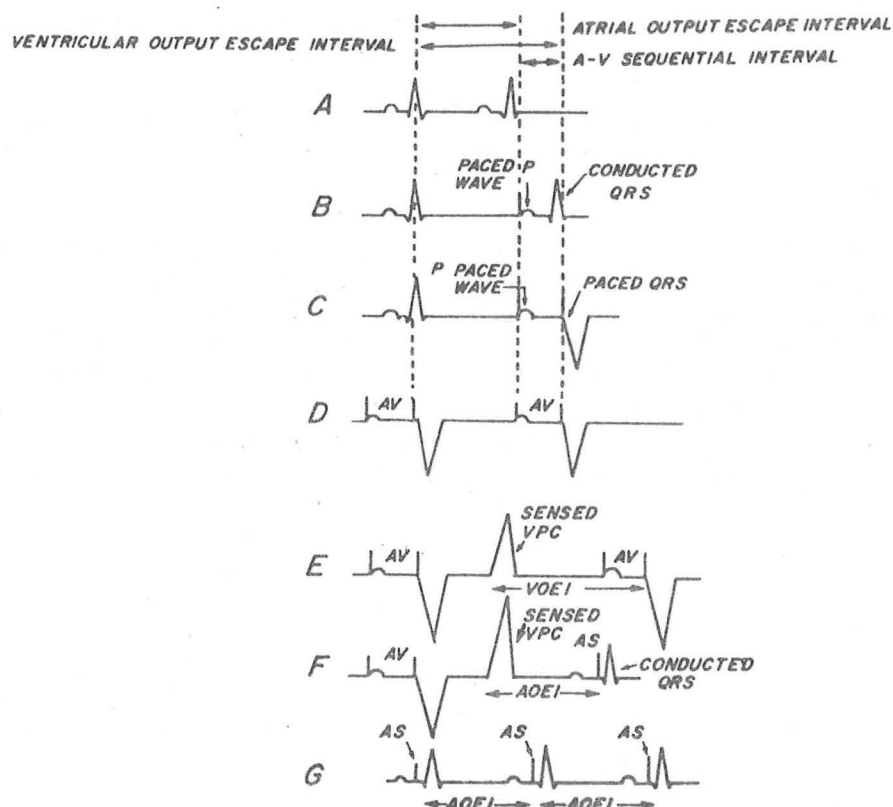 ATRIAL OUTPUT ESCAPE INTERVAL
VENTRICULAR OUTPUT ESCAPE INTERVAL
A-V SEQUENTIAL INTERVAL
A
PACED P
WAVE
CONDUCTED
QRS
B
P PACED
WAVE
PACED QRS
C
AV
AV
D
SENSED
VPC
AV
AV
E
VOEI
SENSED
VPC
AS
AV
CONDUCTED
QRS
F
AOEI
AS
AS
AS
G
AOEI
AOEI